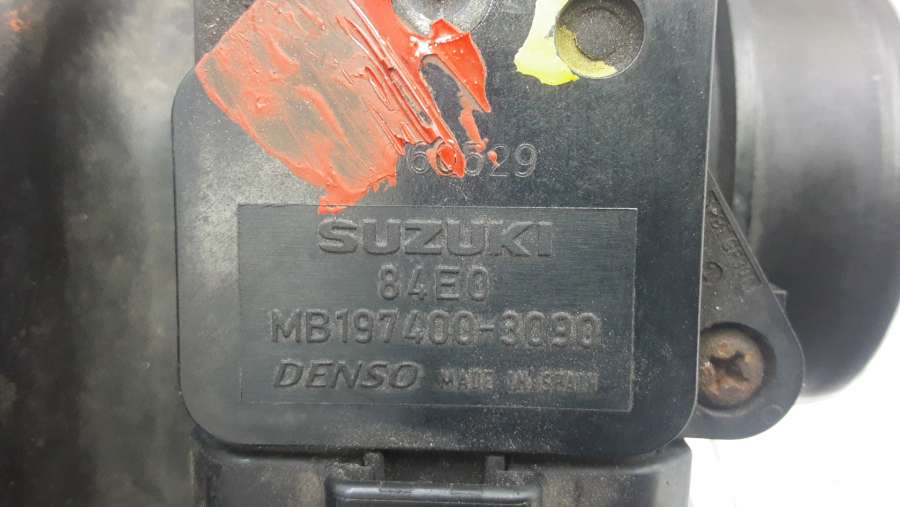 60529
SUZUKI
84E0
MB197400-3090
DENSO MADE IN SPAIN